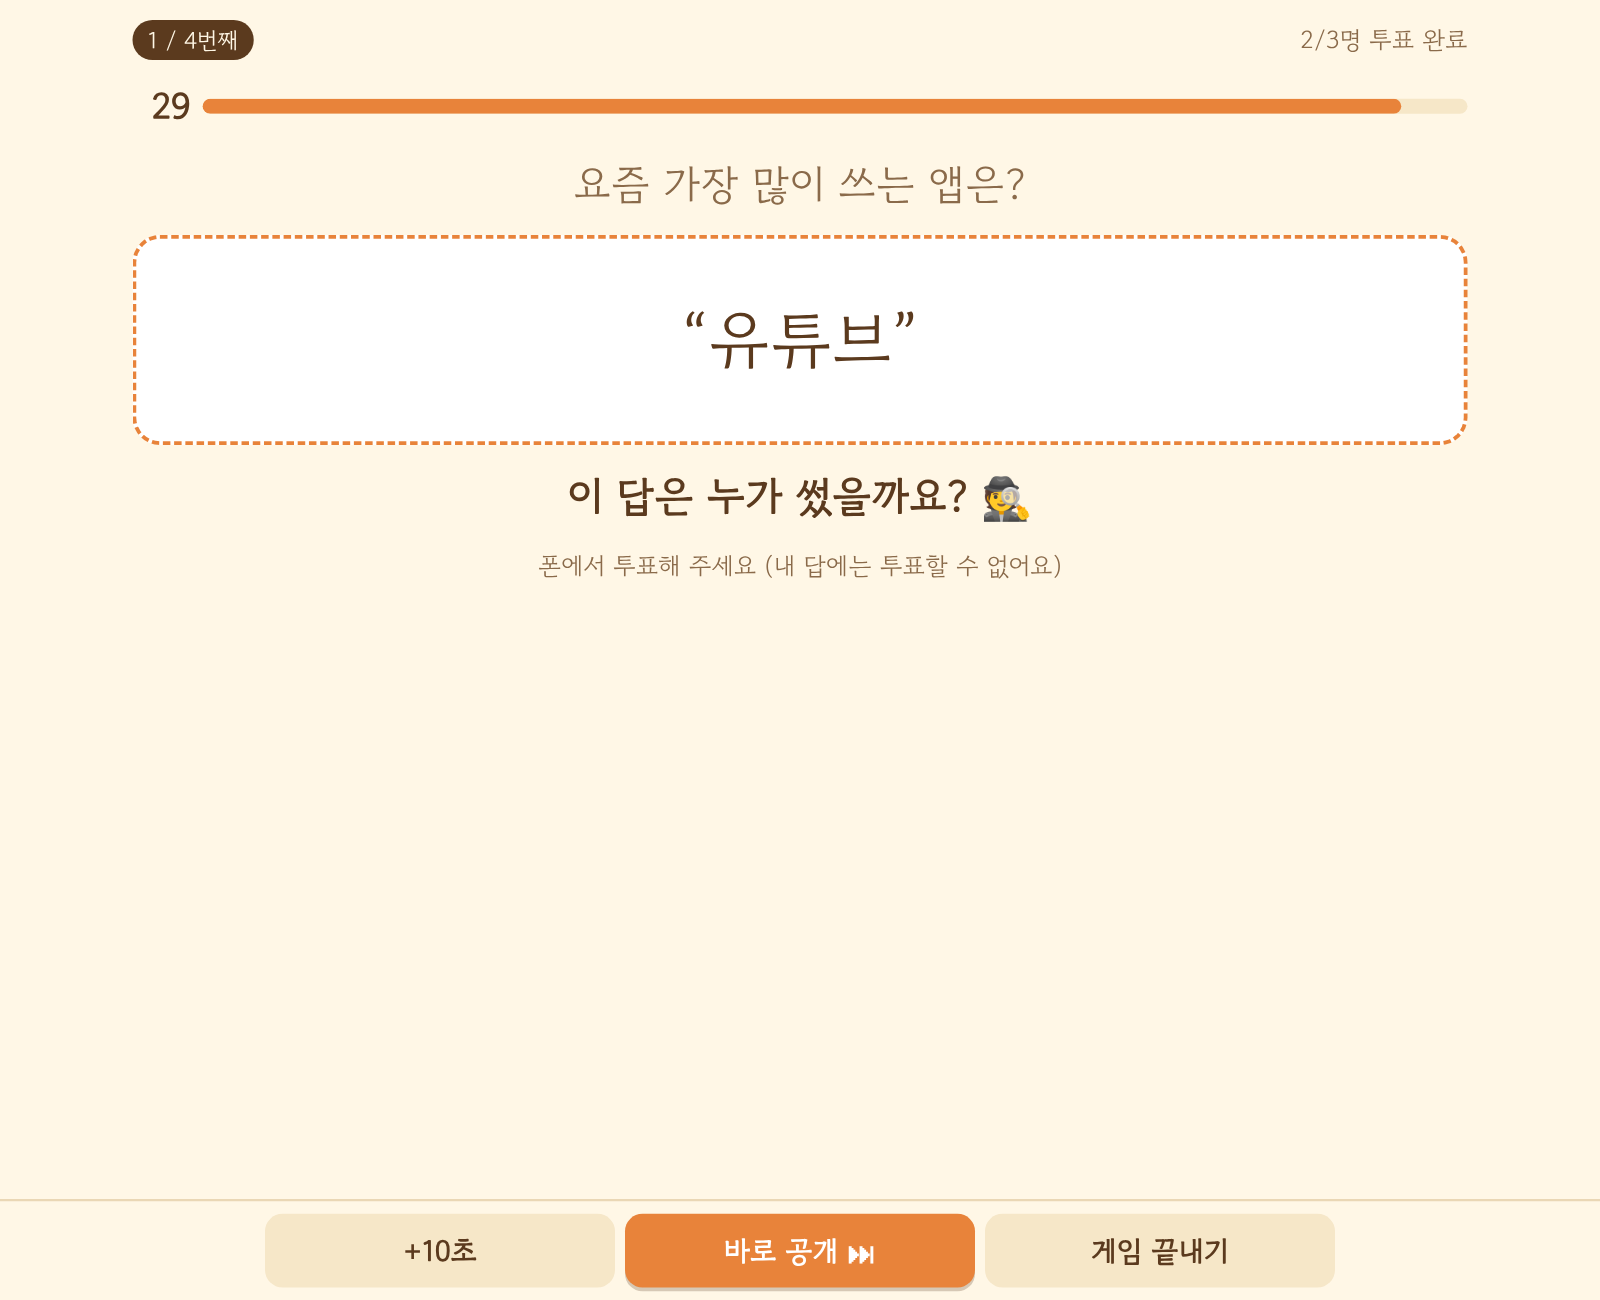 1 / 4번째
2/3명 투표 완료
29
요즘 가장 많이 쓰는 앱은?
“유튜브”
이 답은 누가 썼을까요?
폰에서 투표해 주세요 (내 답에는 투표할 수 없어요)
+10초
바로 공개
게임 끝내기